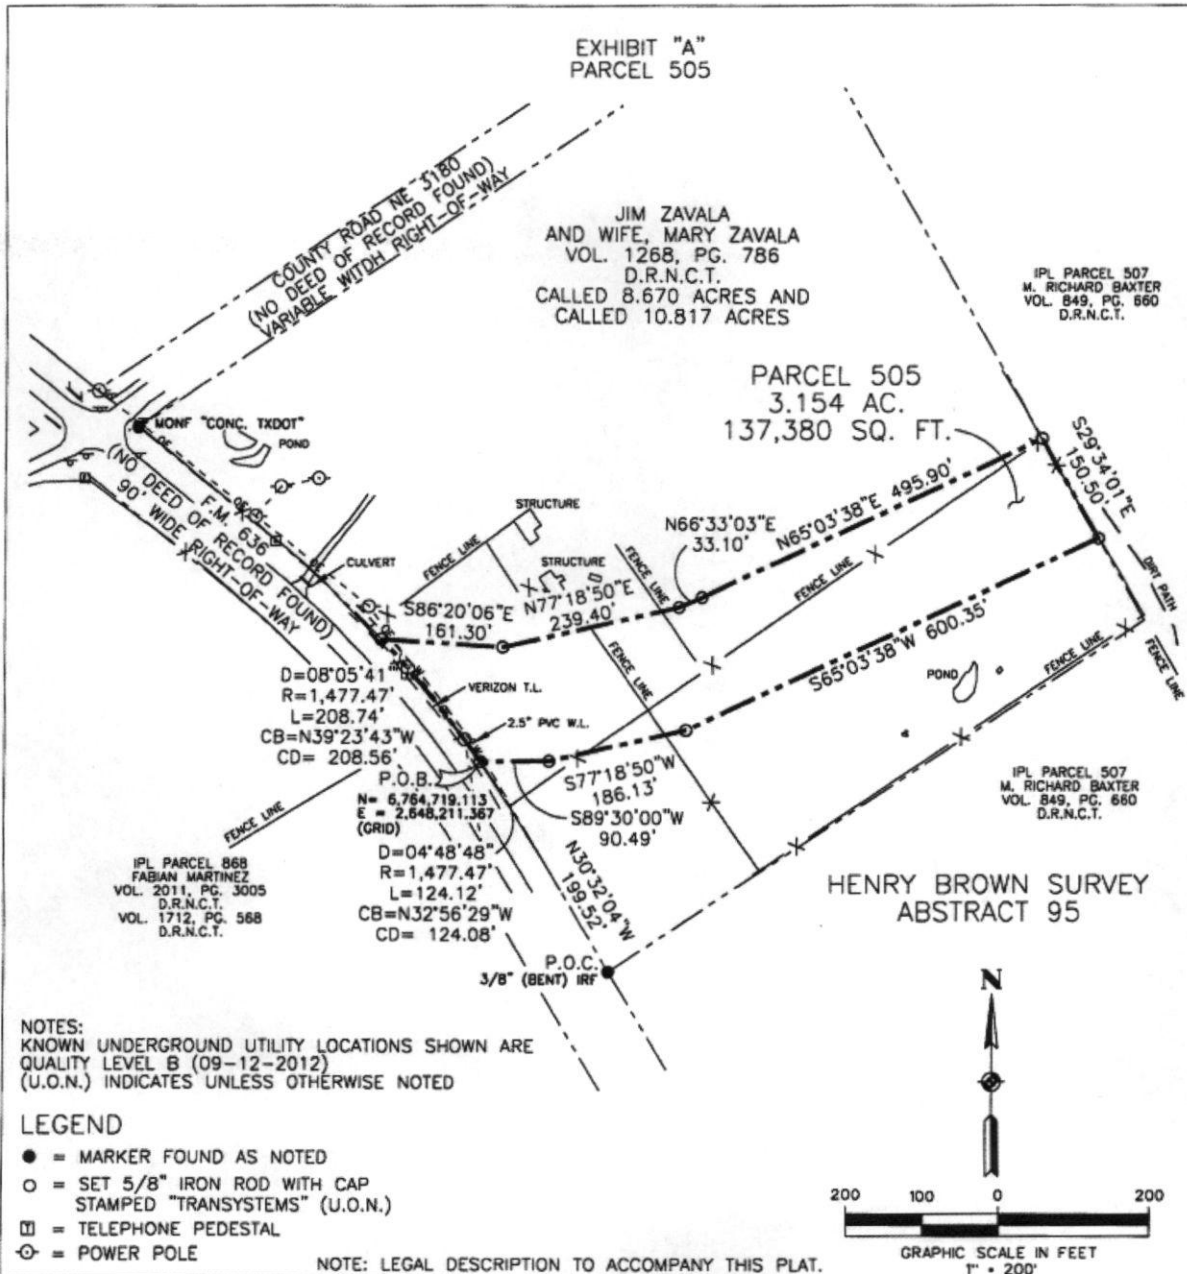 EXHIBIT "A"
PARCEL 505
COUNTY ROAD NE 3180
(NO DEED OF RECORD FOUND)
VARIABLE WITDH RIGHT-OF-WAY
JIM ZAVALA
AND WIFE, MARY ZAVALA
VOL. 1268, PG. 786
D.R.N.C.T.
CALLED 8.670 ACRES AND
CALLED 10.817 ACRES
IPL PARCEL 507
M. RICHARD BAXTER
VOL. 849, PG. 660
D.R.N.C.T.
PARCEL 505
3.154 AC.
137,380 SQ. FT.
MONF "CONC. TXDOT"
POND
F.M. 636
(NO DEED OF RECORD FOUND)
90' WIDE RIGHT-OF-WAY
OE
OE
OE
OE
CULVERT
FENCE LINE
STRUCTURE
STRUCTURE
FENCE LINE
N66°33'03"E
33.10'
N65°03'38"E 495.90'
S29°34'01"E
150.50'
DIRT PATH
S86°20'06"E
161.30'
N77°18'50"E
239.40'
FENCE LINE
FENCE LINE
S65°03'38"W 600.35'
POND
FENCE LINE
FENCE LINE
D=08°05'41"
R=1,477.47'
L=208.74'
CB=N39°23'43"W
CD= 208.56'
VERIZON T.L.
2.5" PVC W.L.
P.O.B.
N= 6,764,719.113
E = 2,648,211.367
(GRID)
S77°18'50"W
186.13'
S89°30'00"W
90.49'
FENCE LINE
IPL PARCEL 868
FABIAN MARTINEZ
VOL. 2011, PG. 3005
D.R.N.C.T.
VOL. 1712, PG. 568
D.R.N.C.T.
D=04°48'48"
R=1,477.47'
L=124.12'
CB=N32°56'29"W
CD= 124.08'
N30°32'04"W
199.52'
P.O.C.
3/8" (BENT) IRF
IPL PARCEL 507
M. RICHARD BAXTER
VOL. 849, PG. 660
D.R.N.C.T.
HENRY BROWN SURVEY
ABSTRACT 95
N
NOTES:
KNOWN UNDERGROUND UTILITY LOCATIONS SHOWN ARE
QUALITY LEVEL B (09-12-2012)
(U.O.N.) INDICATES UNLESS OTHERWISE NOTED
LEGEND
= MARKER FOUND AS NOTED
= SET 5/8" IRON ROD WITH CAP
STAMPED "TRANSYSTEMS" (U.O.N.)
T = TELEPHONE PEDESTAL
= POWER POLE
NOTE: LEGAL DESCRIPTION TO ACCOMPANY THIS PLAT.
200 100 0 200
GRAPHIC SCALE IN FEET
1" = 200'